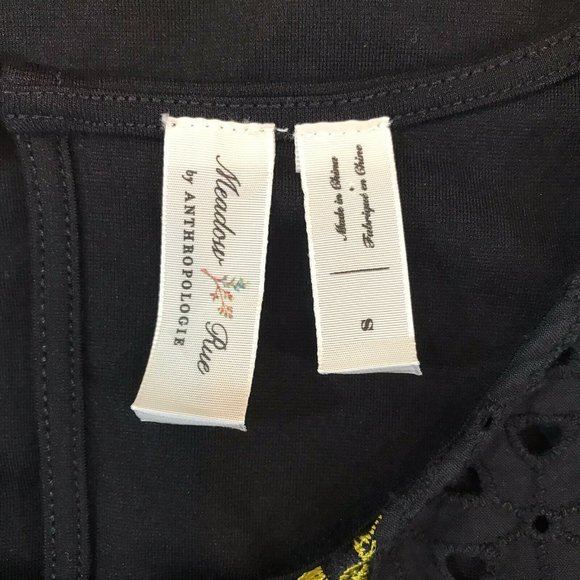 Meadow Rue
by ANTHROPOLOGIE
Made in China
Fabriqué en Chine
S